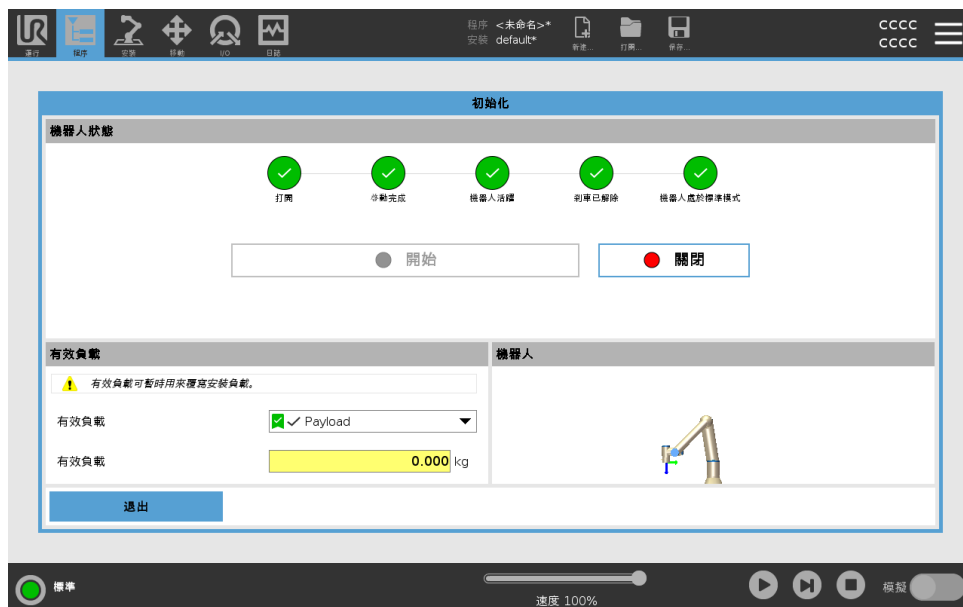 程序 <未命名>*
安裝 default*
運行
程序
安裝
移動
I/O
日誌
新建...
打開...
保存...
CCCC
CCCC
初始化
機器人狀態
打開
啓動完成
機器人活躍
刹車已解除
機器人處於標準模式
開始
關閉
有效負載
機器人
有效負載可暫時用來覆寫安裝負載。
有效負載
Payload
有效負載
0.000 kg
退出
標準
速度 100%
模擬